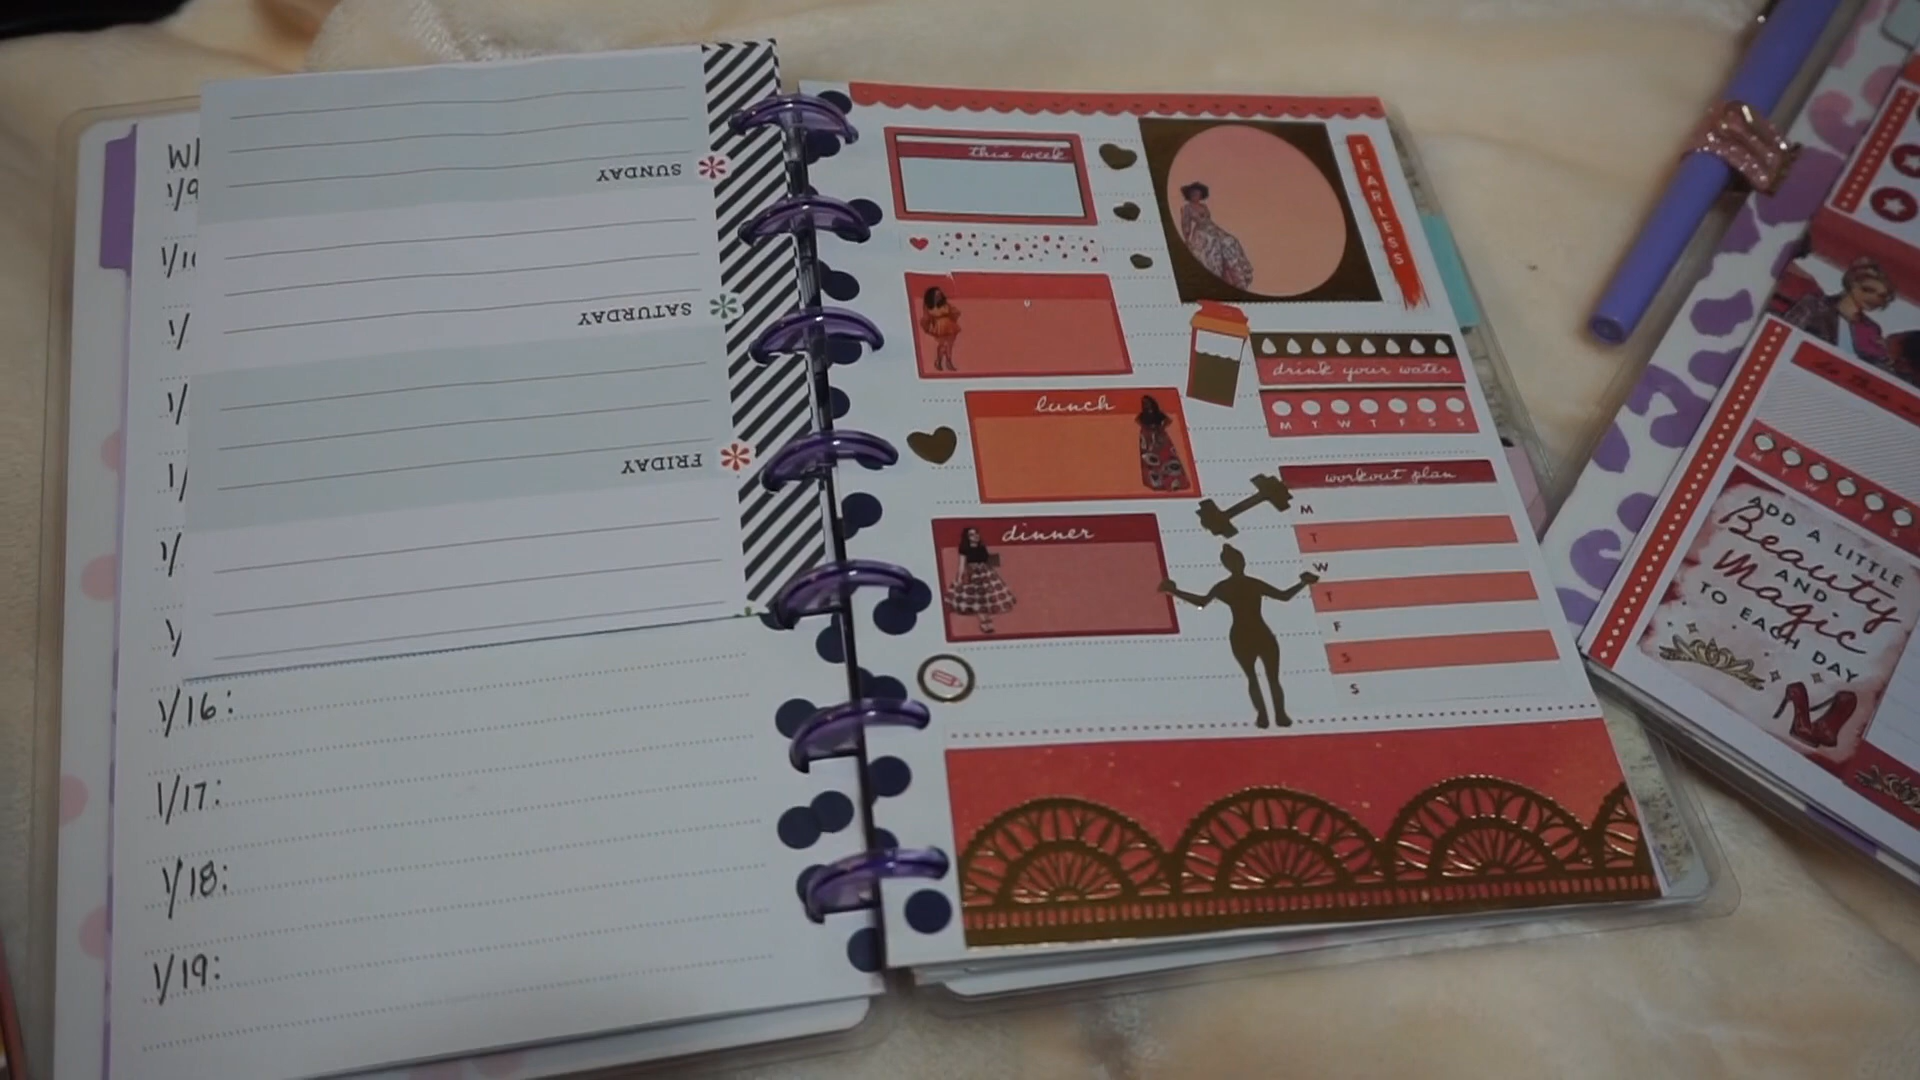 1/9
SUNDAY
SATURDAY
FRIDAY
1/16:
1/17:
1/18:
1/19:
this week
FEARLESS
drink your water
M T W T F S S
lunch
workout plan
M
T
W
T
F
S
S
dinner
M T W T F S
ADD A LITTLE
Beauty
AND
Magic
TO EACH DAY